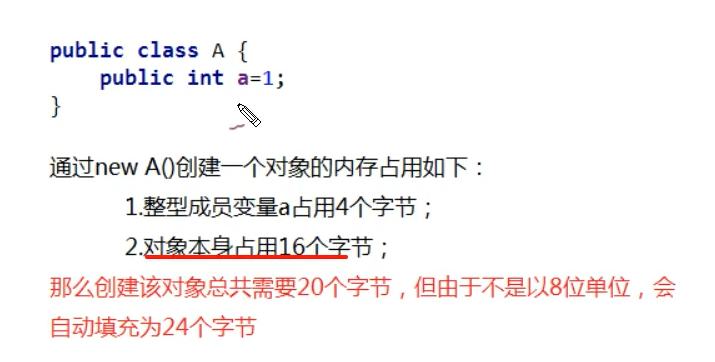 public class A {
public int a=1;
}
通过new A()创建一个对象的内存占用如下：
1.整型成员变量a占用4个字节；
2.对象本身占用16个字节；
那么创建该对象总共需要20个字节，但由于不是以8位单位，会
自动填充为24个字节